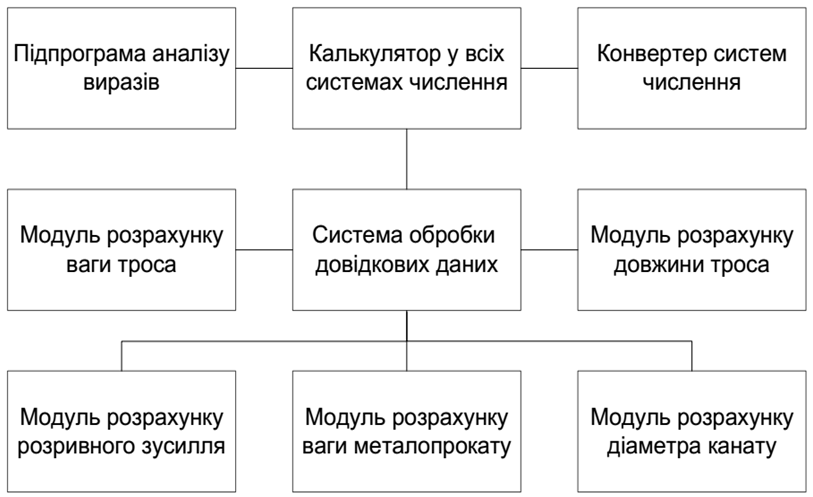 Підпрограма аналізу
виразів
Калькулятор у всіх
системах числення
Конвертер систем
числення
Модуль розрахунку
ваги троса
Система обробки
довідкових даних
Модуль розрахунку
довжини троса
Модуль розрахунку
розривного зусилля
Модуль розрахунку
ваги металопрокату
Модуль розрахунку
діаметра канату